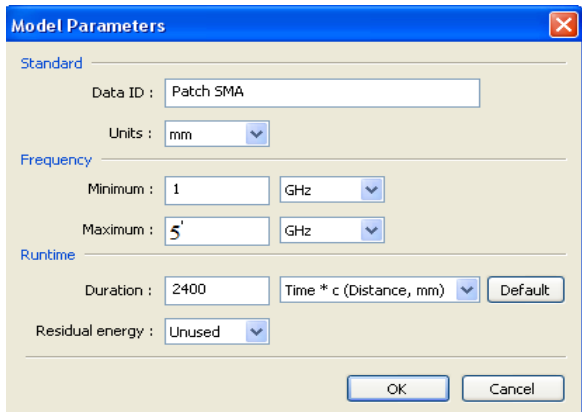 Model Parameters
Standard
Data ID : Patch SMA
Units : mm
Frequency
Minimum : 1 GHz
Maximum : 5' GHz
Runtime
Duration : 2400 Time * c (Distance, mm) Default
Residual energy : Unused
OK Cancel